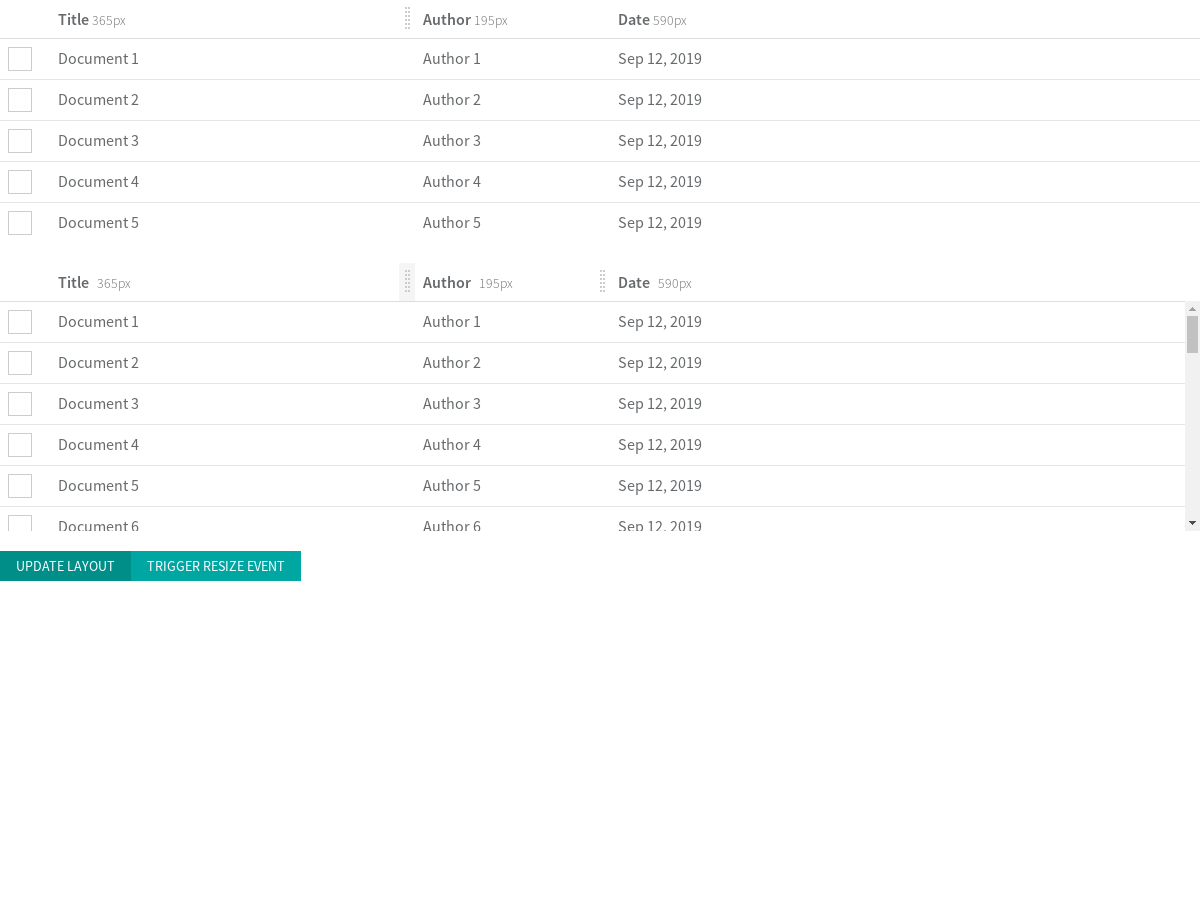 Title 365px Author 195px Date 590px
Document 1 Author 1 Sep 12, 2019
Document 2 Author 2 Sep 12, 2019
Document 3 Author 3 Sep 12, 2019
Document 4 Author 4 Sep 12, 2019
Document 5 Author 5 Sep 12, 2019
Title 365px Author 195px Date 590px
Document 1 Author 1 Sep 12, 2019
Document 2 Author 2 Sep 12, 2019
Document 3 Author 3 Sep 12, 2019
Document 4 Author 4 Sep 12, 2019
Document 5 Author 5 Sep 12, 2019
Document 6 Author 6 Sep 12, 2019
UPDATE LAYOUT TRIGGER RESIZE EVENT